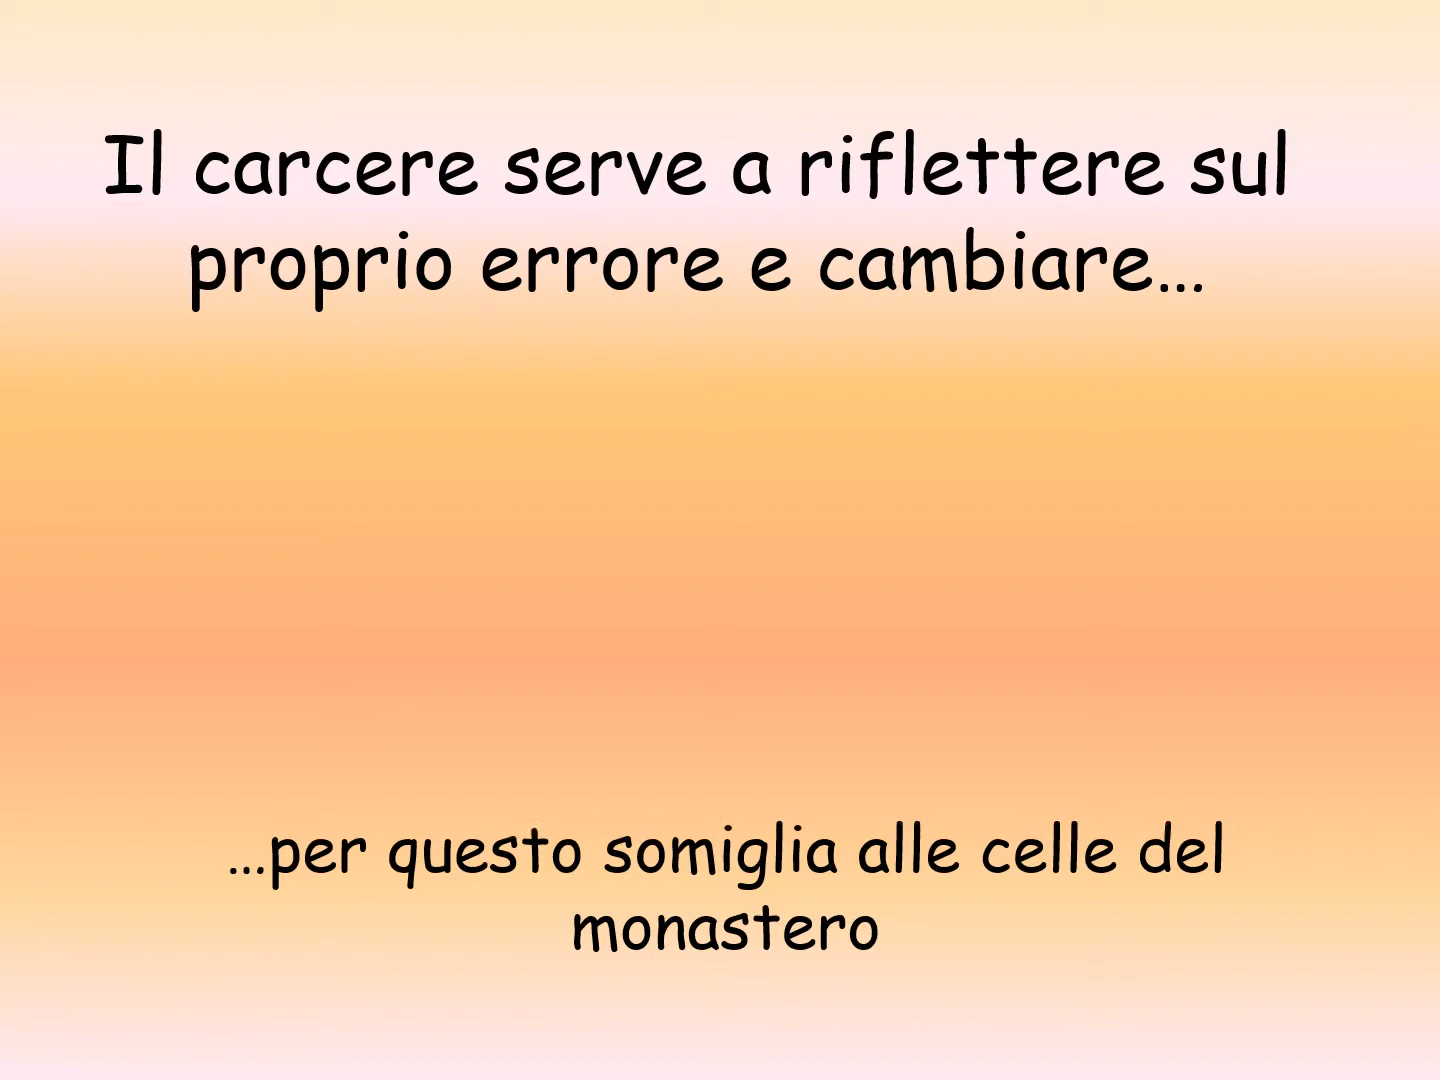 Il carcere serve a riflettere sul
proprio errore e cambiare…
…per questo somiglia alle celle del
monastero